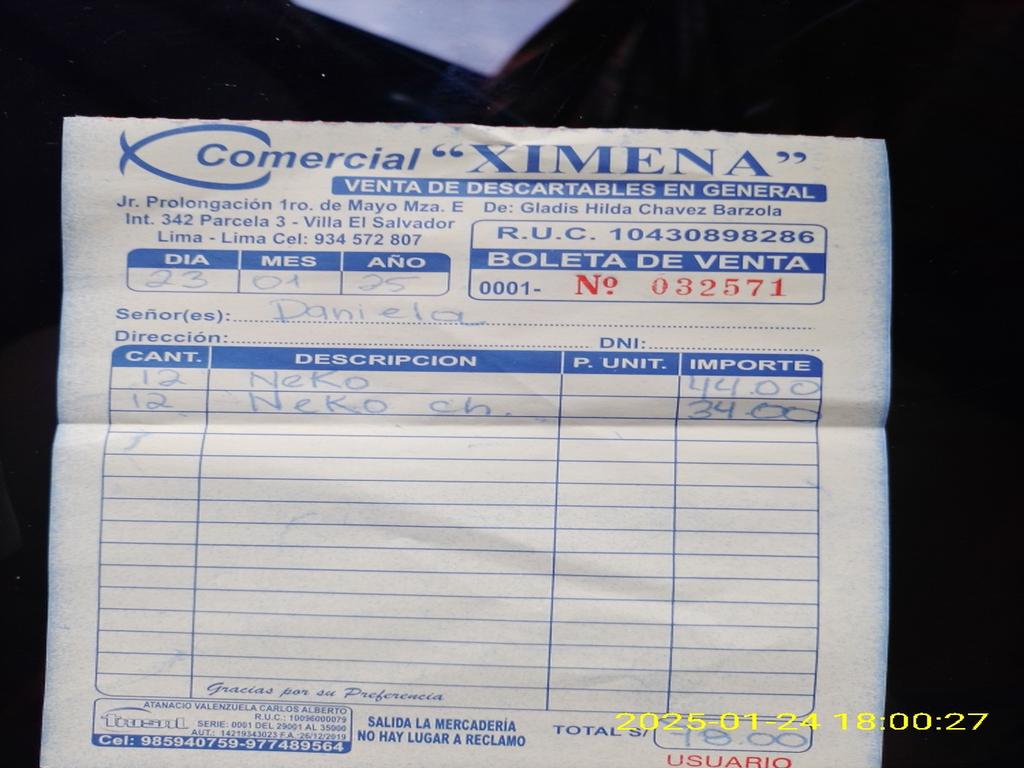 Comercial "XIMENA"
VENTA DE DESCARTABLES EN GENERAL
Jr. Prolongación 1ro. de Mayo Mza. E
Int. 342 Parcela 3 - Villa El Salvador
Lima - Lima Cel: 934 572 807
De: Gladis Hilda Chavez Barzola
R.U.C. 10430898286
BOLETA DE VENTA
0001- Nº 032571
DIA MES AÑO
23 01 25
Señor(es): Daniela
Dirección: DNI:
CANT. DESCRIPCION P. UNIT. IMPORTE
12 Neko 44.00
12 Neko ch. 34.00
Gracias por su Preferencia
ATANACIO VALENZUELA CARLOS ALBERTO
R.U.C.: 10096000079
SERIE: 0001 DEL 29001 AL 35000
AUT.: 14219343023 F.A.:26/12/2019
Cel: 985940759-977489564
SALIDA LA MERCADERÍA
NO HAY LUGAR A RECLAMO
TOTAL S/ 78.00
USUARIO
2025-01-24 18:00:27